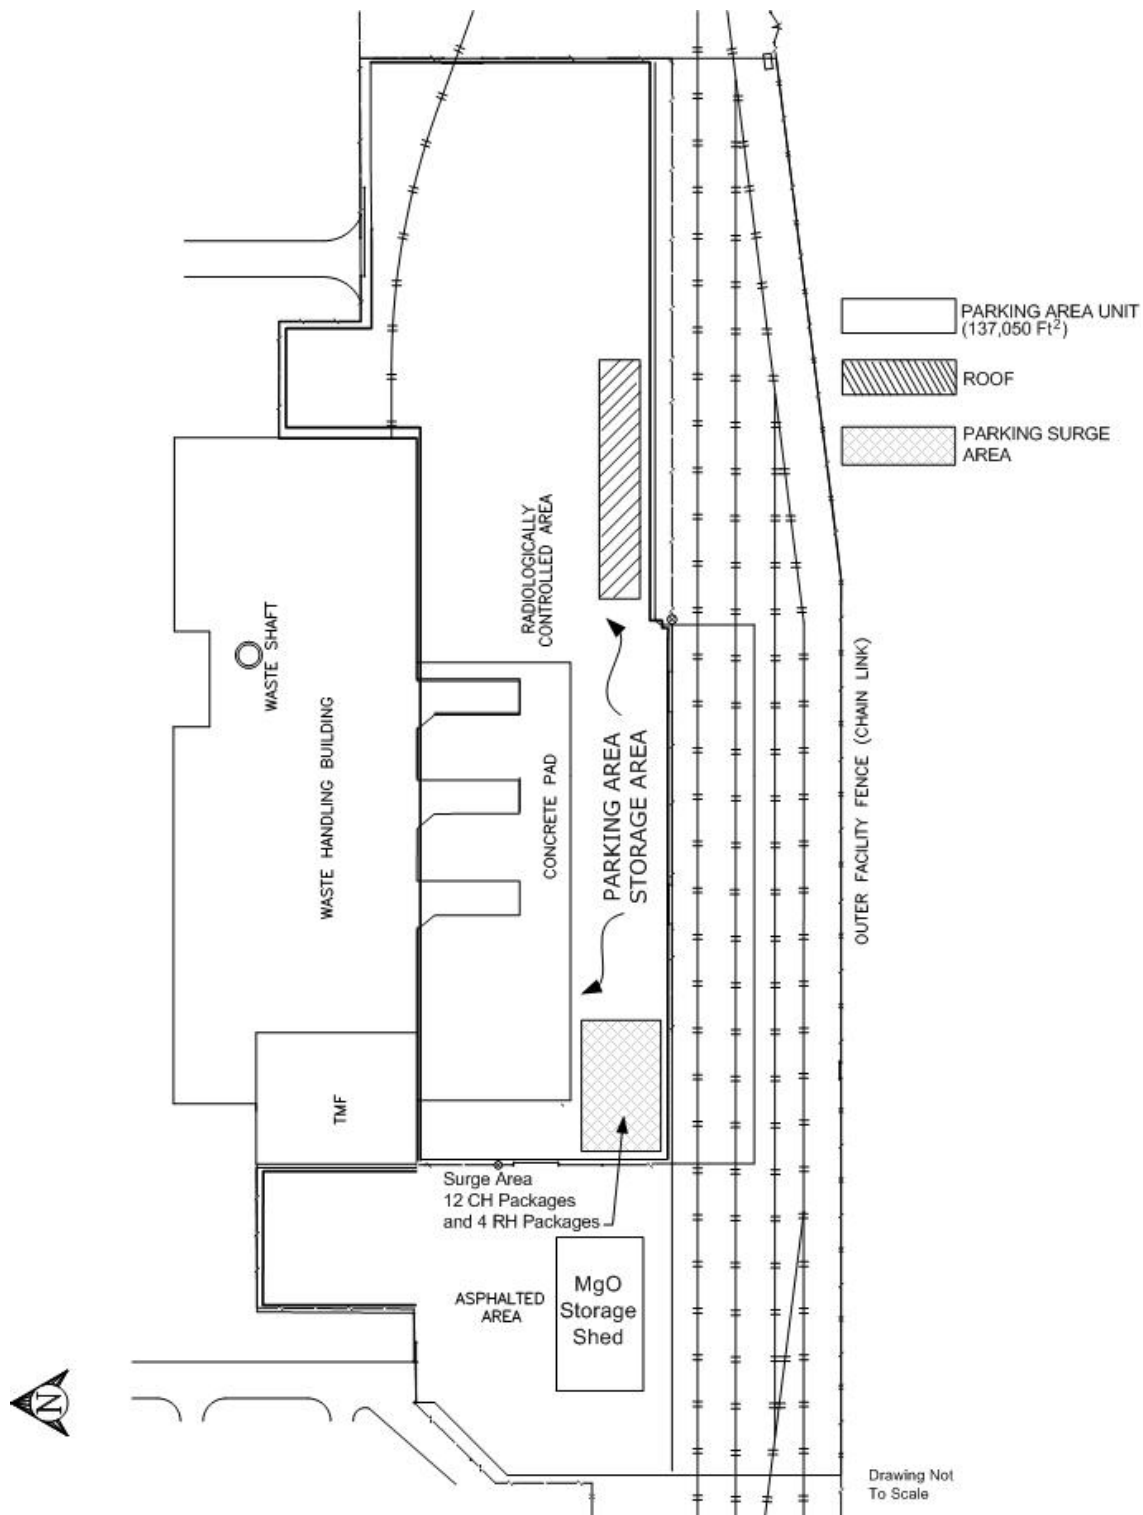 PARKING AREA UNIT
(137,050 Ft²)
ROOF
PARKING SURGE
AREA
RADIOLOGICALLY
CONTROLLED AREA
WASTE SHAFT
WASTE HANDLING BUILDING
CONCRETE PAD
PARKING AREA
STORAGE AREA
OUTER FACILITY FENCE (CHAIN LINK)
TMF
Surge Area
12 CH Packages
and 4 RH Packages
ASPHALTED
AREA
MgO
Storage
Shed
N
Drawing Not
To Scale